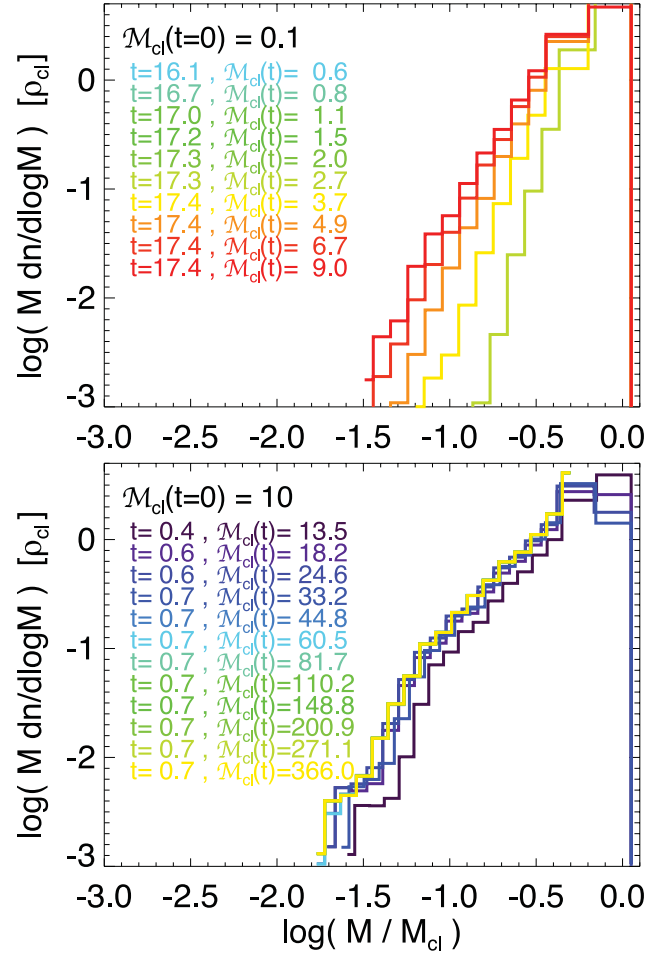 ℳcl(t=0) = 0.1
t=16.1 , ℳcl(t)= 0.6
t=16.7 , ℳcl(t)= 0.8
t=17.0 , ℳcl(t)= 1.1
t=17.2 , ℳcl(t)= 1.5
t=17.3 , ℳcl(t)= 2.0
t=17.3 , ℳcl(t)= 2.7
t=17.4 , ℳcl(t)= 3.7
t=17.4 , ℳcl(t)= 4.9
t=17.4 , ℳcl(t)= 6.7
t=17.4 , ℳcl(t)= 9.0
log( M dn/dlogM ) [ρcl]
0
-1
-2
-3
-3.0 -2.5 -2.0 -1.5 -1.0 -0.5 0.0
ℳcl(t=0) = 10
t= 0.4 , ℳcl(t)= 13.5
t= 0.6 , ℳcl(t)= 18.2
t= 0.6 , ℳcl(t)= 24.6
t= 0.7 , ℳcl(t)= 33.2
t= 0.7 , ℳcl(t)= 44.8
t= 0.7 , ℳcl(t)= 60.5
t= 0.7 , ℳcl(t)= 81.7
t= 0.7 , ℳcl(t)=110.2
t= 0.7 , ℳcl(t)=148.8
t= 0.7 , ℳcl(t)=200.9
t= 0.7 , ℳcl(t)=271.1
t= 0.7 , ℳcl(t)=366.0
log( M dn/dlogM ) [ρcl]
0
-1
-2
-3
-3.0 -2.5 -2.0 -1.5 -1.0 -0.5 0.0
log( M / Mcl )